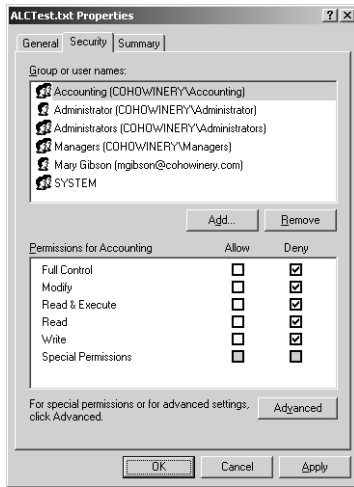 ALCTest.txt Properties
General Security Summary
Group or user names:
Accounting (COHOWINERY\Accounting)
Administrator (COHOWINERY\Administrator)
Administrators (COHOWINERY\Administrators)
Managers (COHOWINERY\Managers)
Mary Gibson (mgibson@cohowinery.com)
SYSTEM
Add... Remove
Permissions for Accounting Allow Deny
Full Control
Modify
Read & Execute
Read
Write
Special Permissions
For special permissions or for advanced settings,
click Advanced.
Advanced
OK Cancel Apply